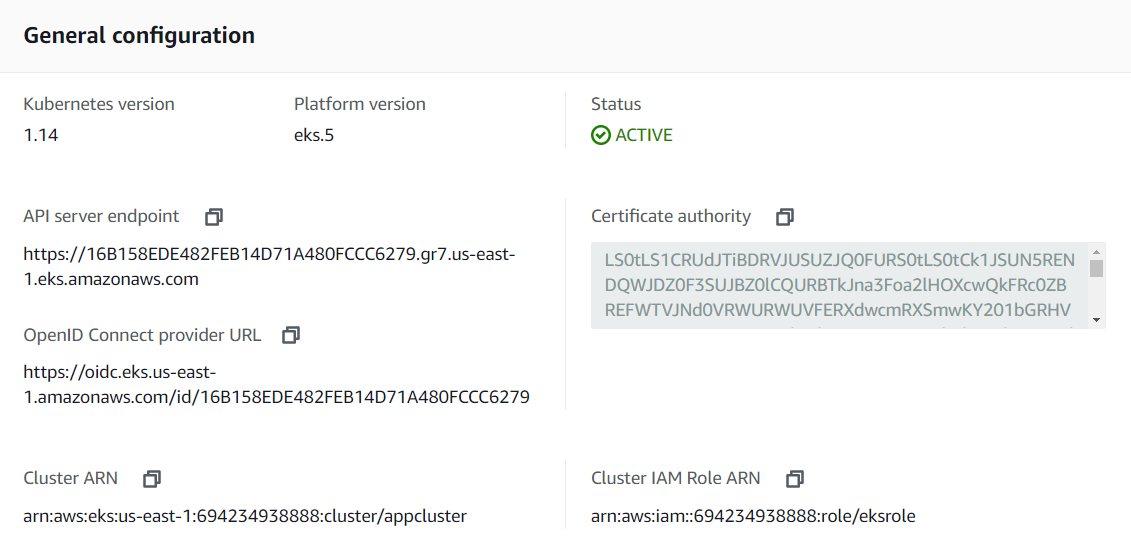 General configuration
Kubernetes version
1.14
Platform version
eks.5
Status
ACTIVE
API server endpoint
https://16B158EDE482FEB14D71A480FCCC6279.gr7.us-east-
1.eks.amazonaws.com
OpenID Connect provider URL
https://oidc.eks.us-east-
1.amazonaws.com/id/16B158EDE482FEB14D71A480FCCC6279
Certificate authority
LS0tLS1CRUdJTiBDRVJUSUZJQ0FURS0tLS0tCk1JSUN5REN
DQWJDZ0F3SUJBZ0lCQURBTkJna3Foa2lHOXcwQkFRc0ZB
REFWTVJNd0VRWURWUVFERXdwcmRXSmwKY201bGRHV
Cluster ARN
arn:aws:eks:us-east-1:694234938888:cluster/appcluster
Cluster IAM Role ARN
arn:aws:iam::694234938888:role/eksrole